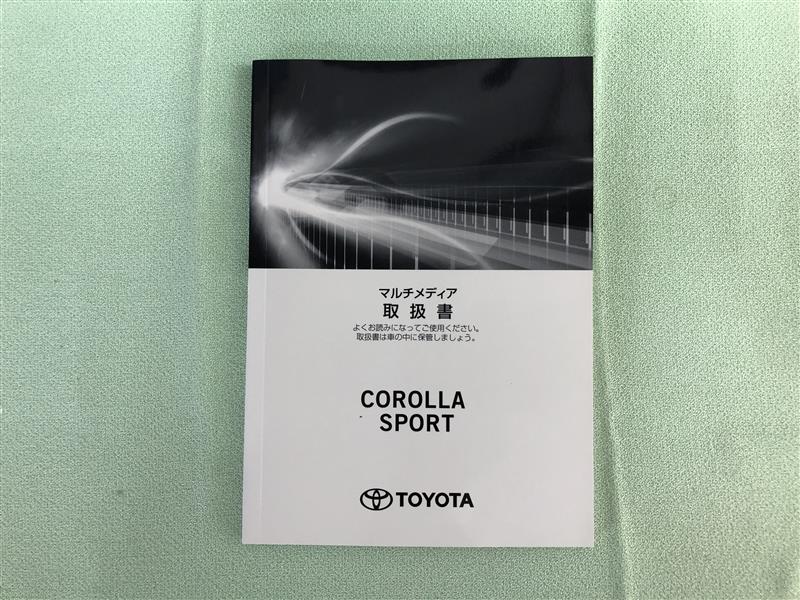 マルチメディア
取扱書
よくお読みになってご使用ください。
取扱書は車の中に保管しましょう。
COROLLA
SPORT
TOYOTA